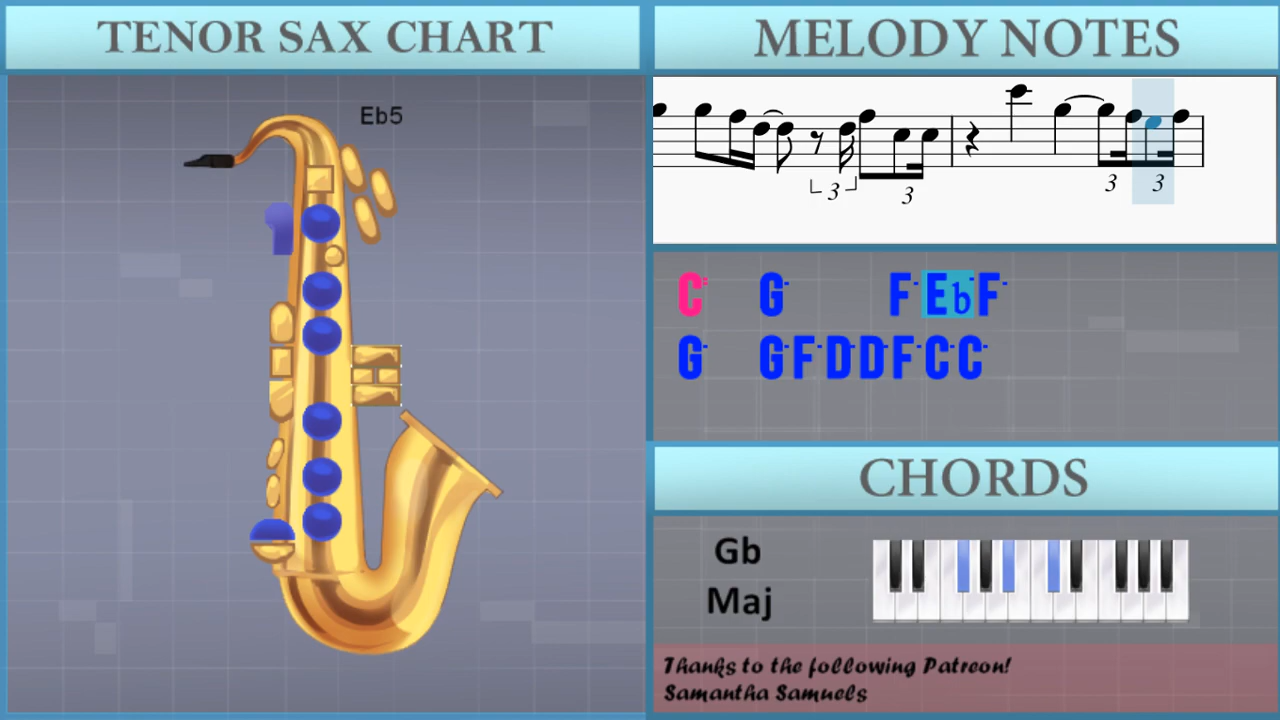 TENOR SAX CHART
Eb5
MELODY NOTES
3
3
3
3
C G F Eb F
G G F D D F C C
CHORDS
Gb
Maj
Thanks to the following Patreon!
Samantha Samuels